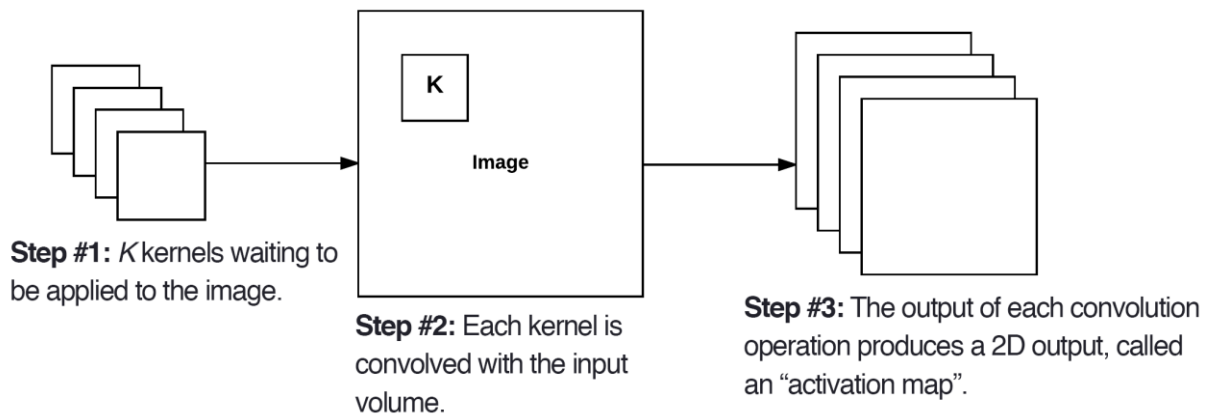 K
Image
Step #1: K kernels waiting to
be applied to the image.
Step #2: Each kernel is
convolved with the input
volume.
Step #3: The output of each convolution
operation produces a 2D output, called
an “activation map”.